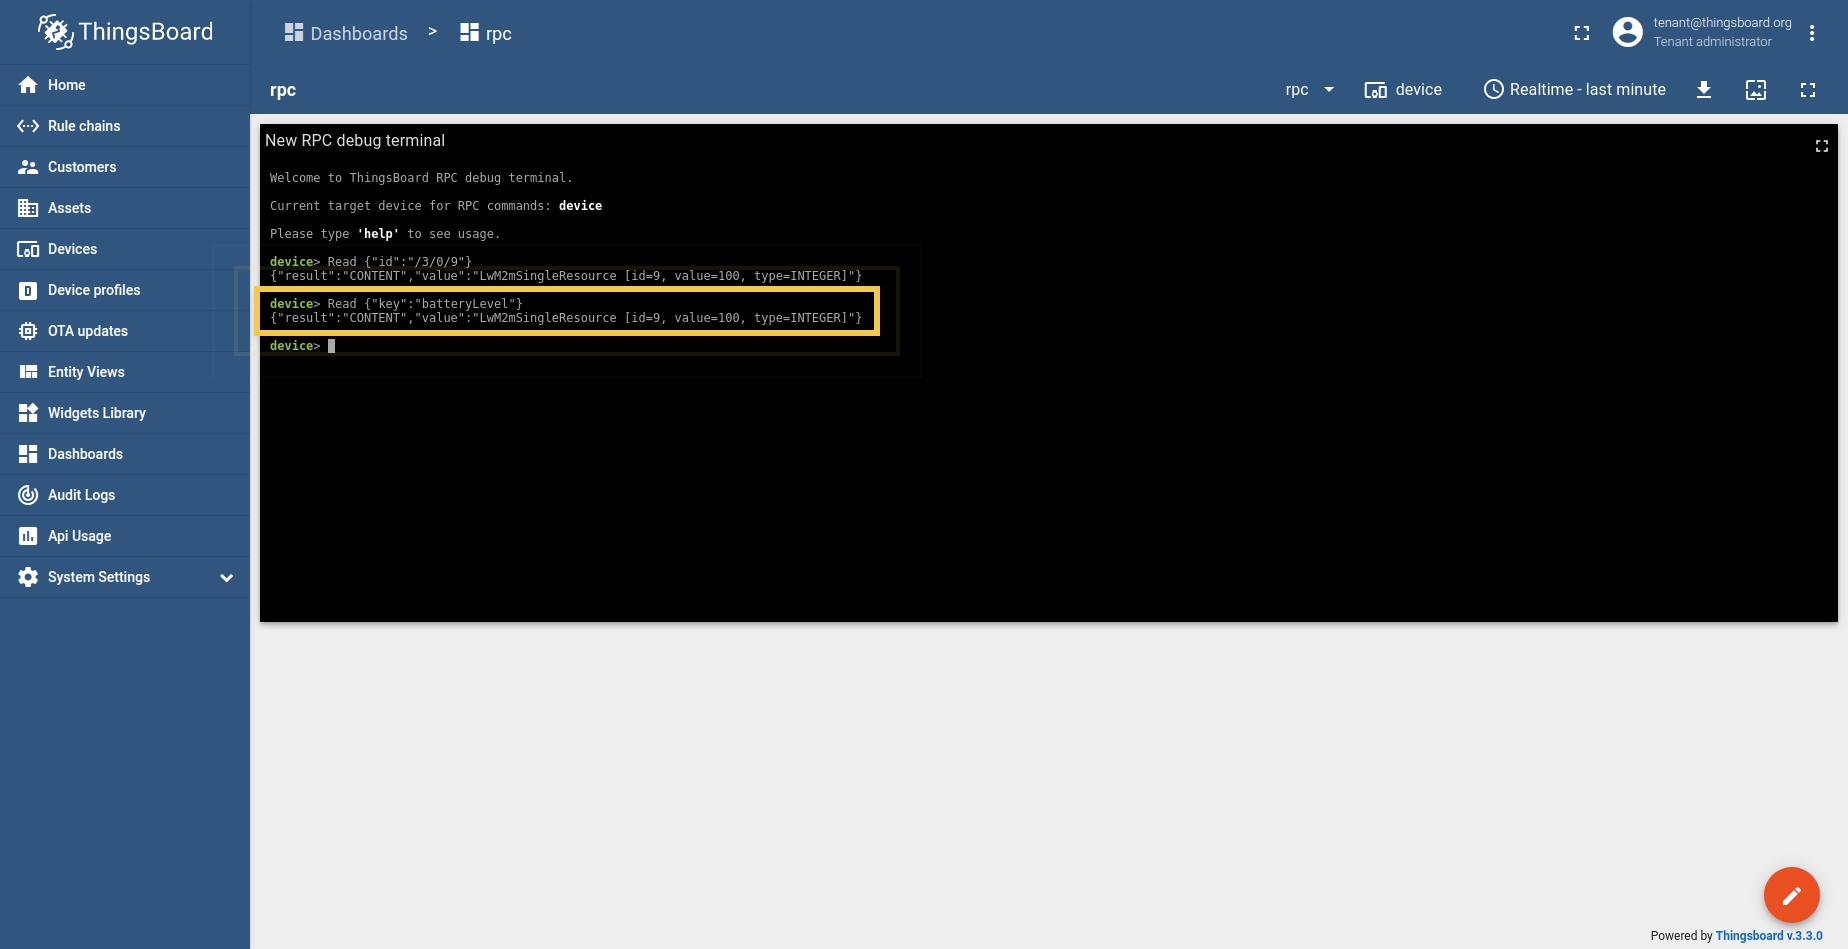 ThingsBoard
Dashboards > rpc
tenant@thingsboard.org
Tenant administrator
Home
Rule chains
Customers
Assets
Devices
Device profiles
OTA updates
Entity Views
Widgets Library
Dashboards
Audit Logs
Api Usage
System Settings
rpc
rpc
device
Realtime - last minute
New RPC debug terminal
Welcome to ThingsBoard RPC debug terminal.
Current target device for RPC commands: device
Please type 'help' to see usage.
device> Read {"id":"/3/0/9"}
{"result":"CONTENT","value":"LwM2mSingleResource [id=9, value=100, type=INTEGER]"}
device> Read {"key":"batteryLevel"}
{"result":"CONTENT","value":"LwM2mSingleResource [id=9, value=100, type=INTEGER]"}
device>
Powered by Thingsboard v.3.3.0